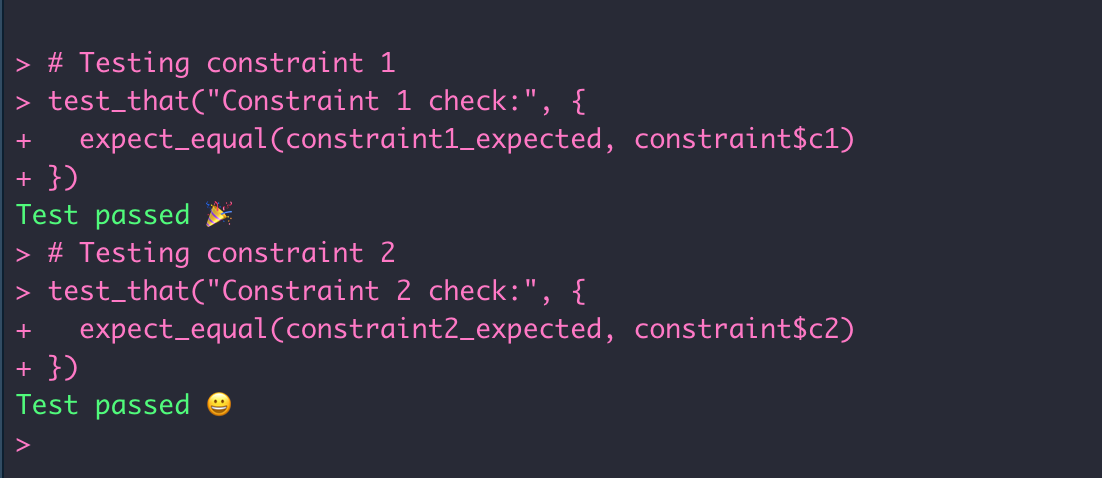 > # Testing constraint 1
> test_that("Constraint 1 check:", {
+   expect_equal(constraint1_expected, constraint$c1)
+ })
Test passed 🎉
> # Testing constraint 2
> test_that("Constraint 2 check:", {
+   expect_equal(constraint2_expected, constraint$c2)
+ })
Test passed 😀
>